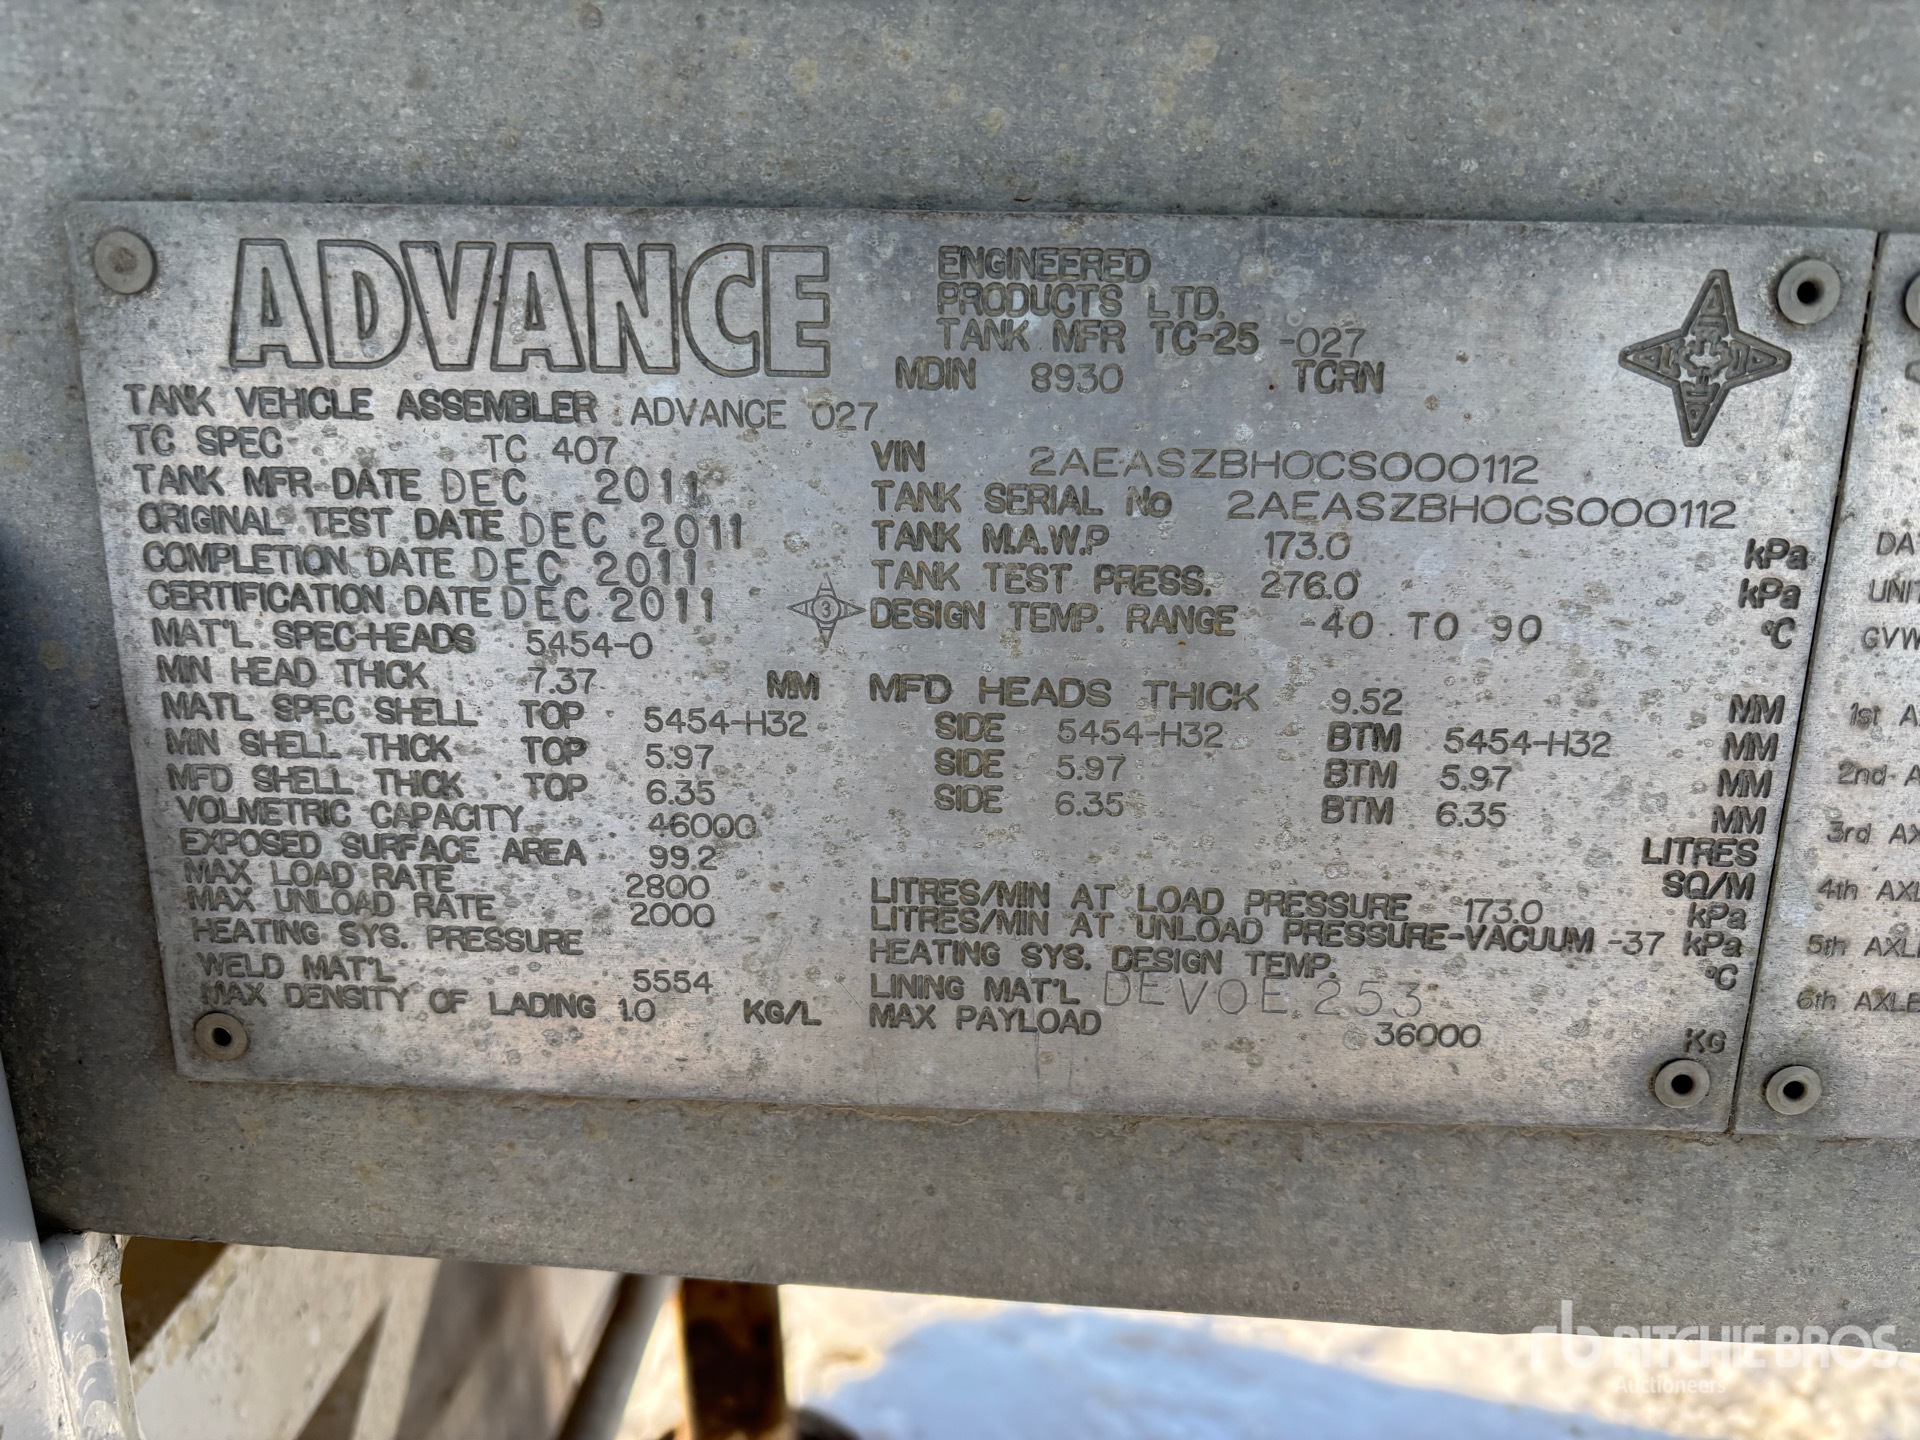 ADVANCE
ENGINEERED
PRODUCTS LTD.
TANK MFR TC-25 -027
MDIN 8930 TCRN
TANK VEHICLE ASSEMBLER ADVANCE 027
TC SPEC TC 407
VIN 2AEASZBH0CS000112
TANK MFR DATE DEC 2011
TANK SERIAL No 2AEASZBH0CS000112
ORIGINAL TEST DATE DEC 2011
TANK M.A.W.P 173.0 kPa
COMPLETION DATE DEC 2011
TANK TEST PRESS. 276.0 kPa
CERTIFICATION DATE DEC 2011
3
DESIGN TEMP. RANGE -40 TO 90 °C
MAT'L SPEC-HEADS 5454-0
MIN HEAD THICK 7.37 MM
MFD HEADS THICK 9.52 MM
MATL SPEC SHELL TOP 5454-H32 SIDE 5454-H32 BTM 5454-H32 MM
MIN SHELL THICK TOP 5.97 SIDE 5.97 BTM 5.97 MM
MFD SHELL THICK TOP 6.35 SIDE 6.35 BTM 6.35 MM
VOLMETRIC CAPACITY 46000 LITRES
EXPOSED SURFACE AREA 99.2 SQ/M
MAX LOAD RATE 2800 LITRES/MIN AT LOAD PRESSURE 173.0 kPa
MAX UNLOAD RATE 2000 LITRES/MIN AT UNLOAD PRESSURE-VACUUM -37 kPa
HEATING SYS. PRESSURE HEATING SYS. DESIGN TEMP. °C
WELD MAT'L 5554 LINING MAT'L DEVOE 253
MAX DENSITY OF LADING 1.0 KG/L MAX PAYLOAD 36000 KG
DA
UNIT
GVW
1st A
2nd A
3rd AX
4th AXL
5th AXLE
6th AXLE
rb RITCHIE BROS.
Auctioneers